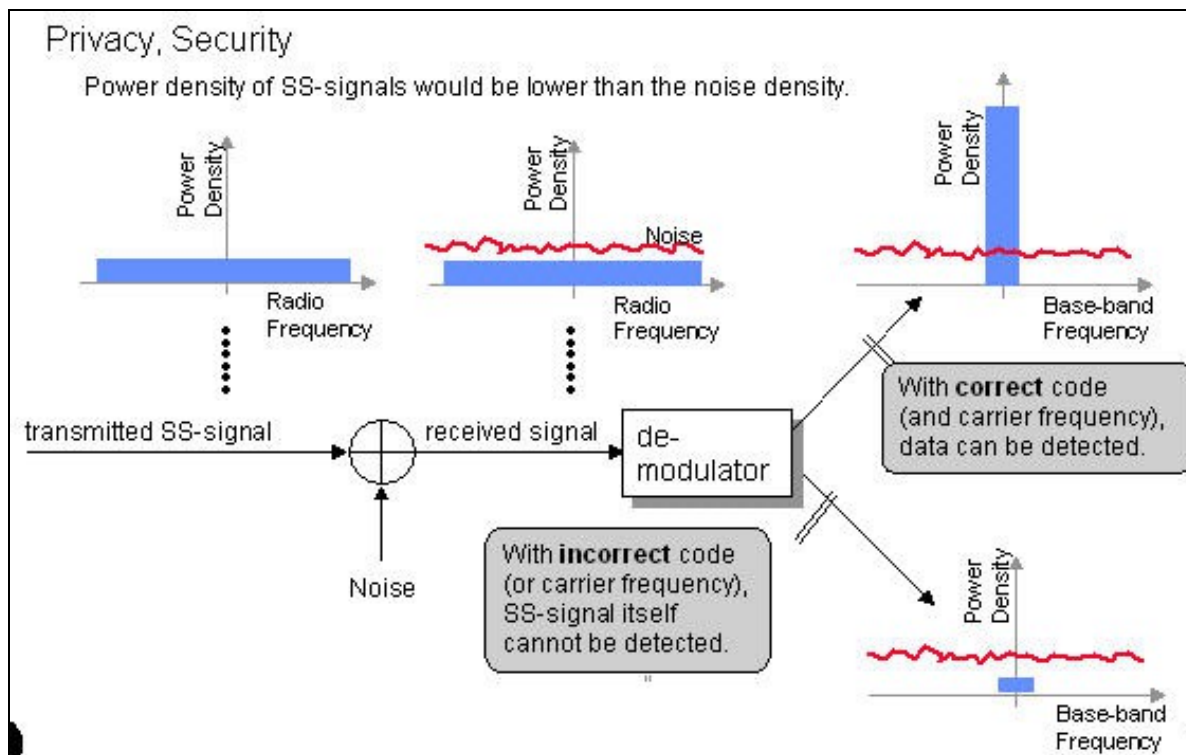 Privacy, Security
Power density of SS-signals would be lower than the noise density.
Power
Density
Radio
Frequency
Power
Density
Noise
Radio
Frequency
Power
Density
Base-band
Frequency
transmitted SS-signal
received signal
de-
modulator
Noise
With correct code
(and carrier frequency),
data can be detected.
With incorrect code
(or carrier frequency),
SS-signal itself
cannot be detected.
Power
Density
Base-band
Frequency